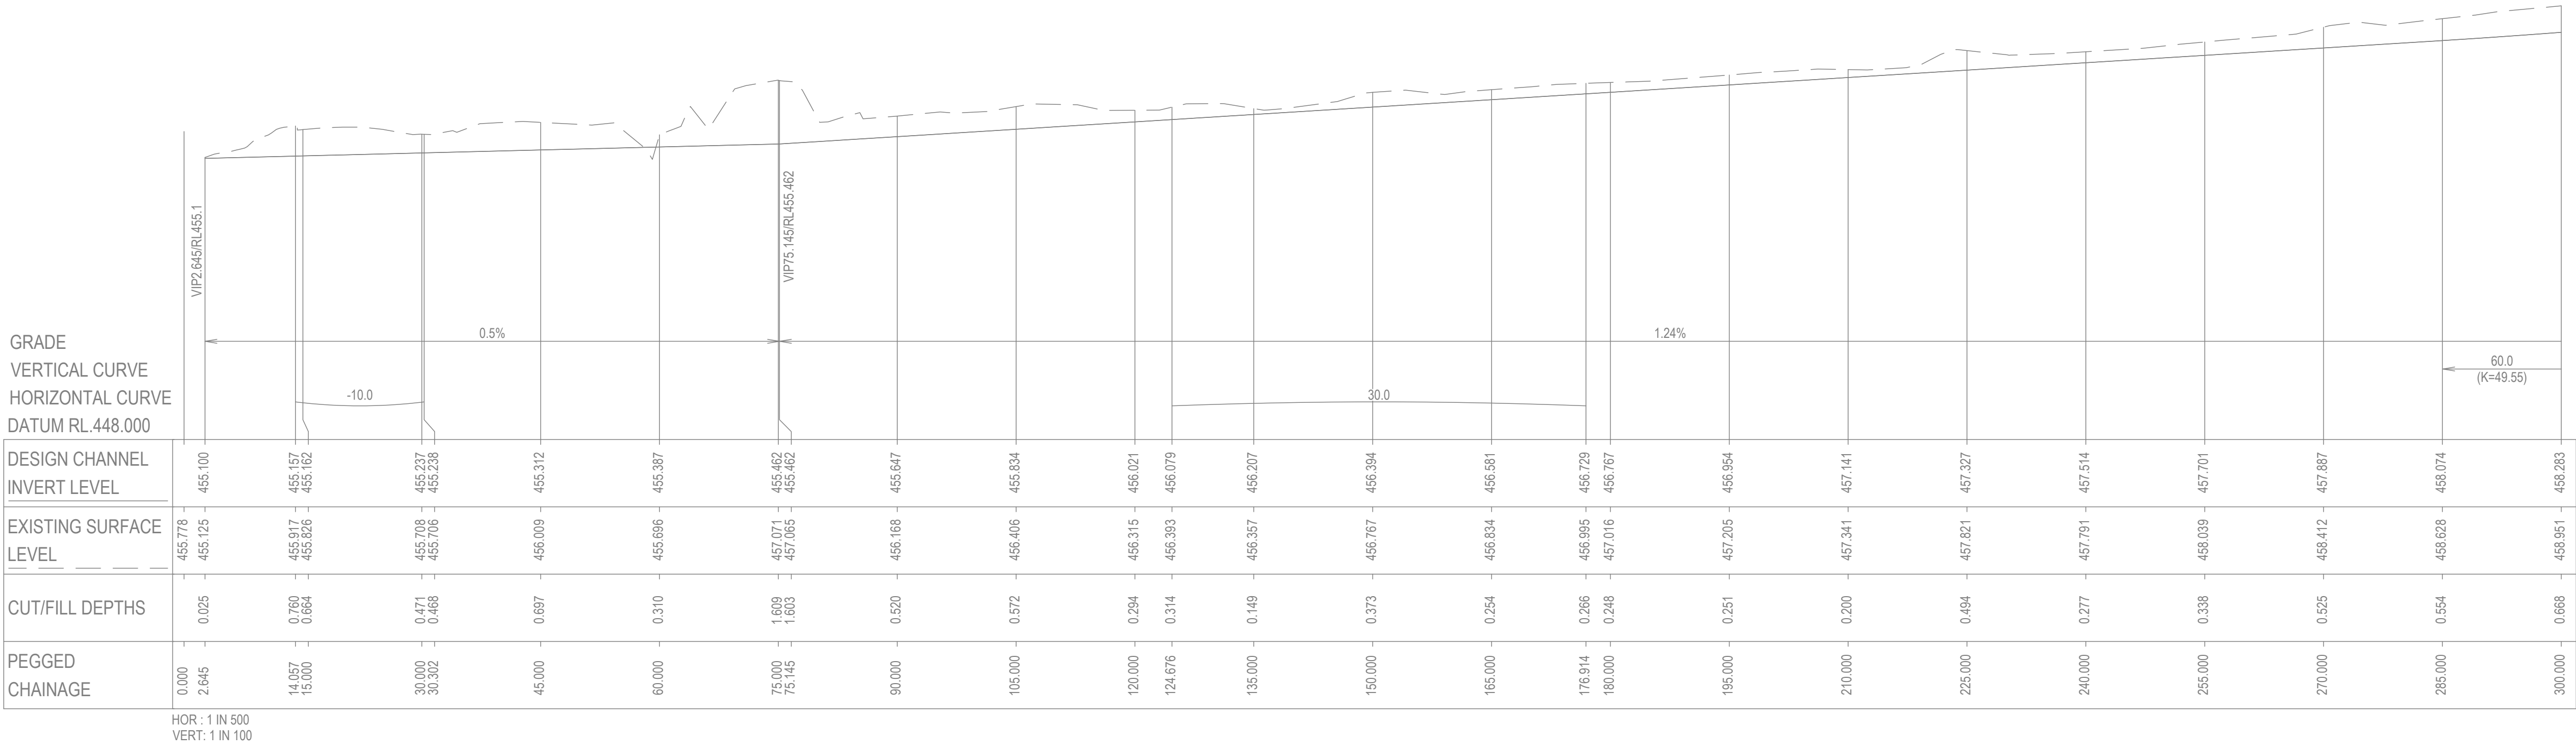 VIP2.645/RL455.1
VIP75.145/RL455.462
GRADE 0.5% 1.24%
VERTICAL CURVE 60.0
(K=49.55)
HORIZONTAL CURVE -10.0 30.0
DATUM RL.448.000
DESIGN CHANNEL
INVERT LEVEL
455.100 455.157 455.162 455.237 455.238 455.312 455.387 455.462 455.462 455.647 455.834 456.021 456.079 456.207 456.394 456.581 456.729 456.767 456.954 457.141 457.327 457.514 457.701 457.887 458.074 458.283
EXISTING SURFACE
LEVEL
455.778 455.125 455.917 455.826 455.708 455.706 456.009 455.696 457.071 457.065 456.168 456.406 456.315 456.393 456.357 456.767 456.834 456.995 457.016 457.205 457.341 457.821 457.791 458.039 458.412 458.628 458.951
CUT/FILL DEPTHS
0.025 0.760 0.664 0.471 0.468 0.697 0.310 1.609 1.603 0.520 0.572 0.294 0.314 0.149 0.373 0.254 0.266 0.248 0.251 0.200 0.494 0.277 0.338 0.525 0.554 0.668
PEGGED
CHAINAGE
0.000 2.645 14.057 15.000 30.000 30.302 45.000 60.000 75.000 75.145 90.000 105.000 120.000 124.676 135.000 150.000 165.000 176.914 180.000 195.000 210.000 225.000 240.000 255.000 270.000 285.000 300.000
HOR : 1 IN 500
VERT: 1 IN 100